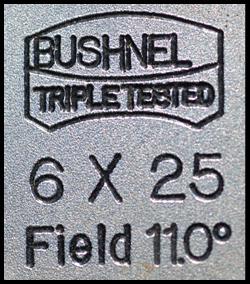 BUSHNEL
TRIPLE TESTED
6 X 25
Field 11.0°